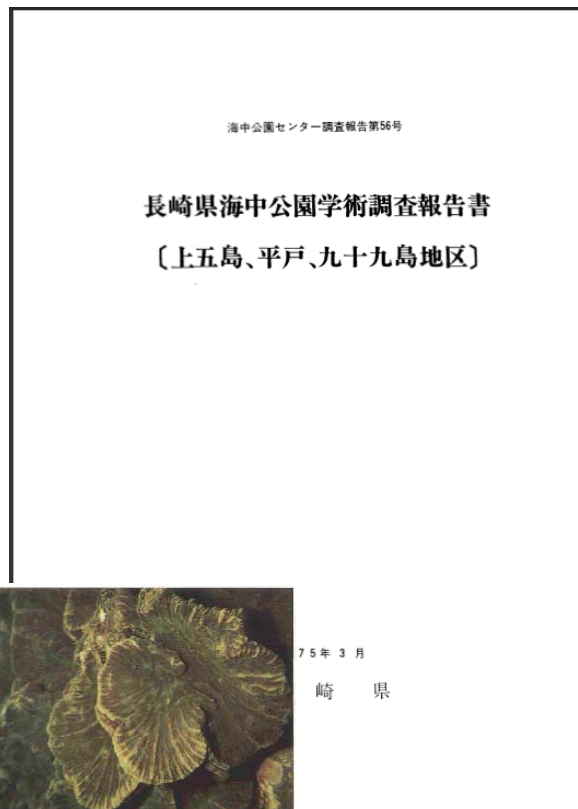 海中公園センター調査報告第56号
長崎県海中公園学術調査報告書
〔上五島、平戸、九十九島地区〕
75年3月
崎県